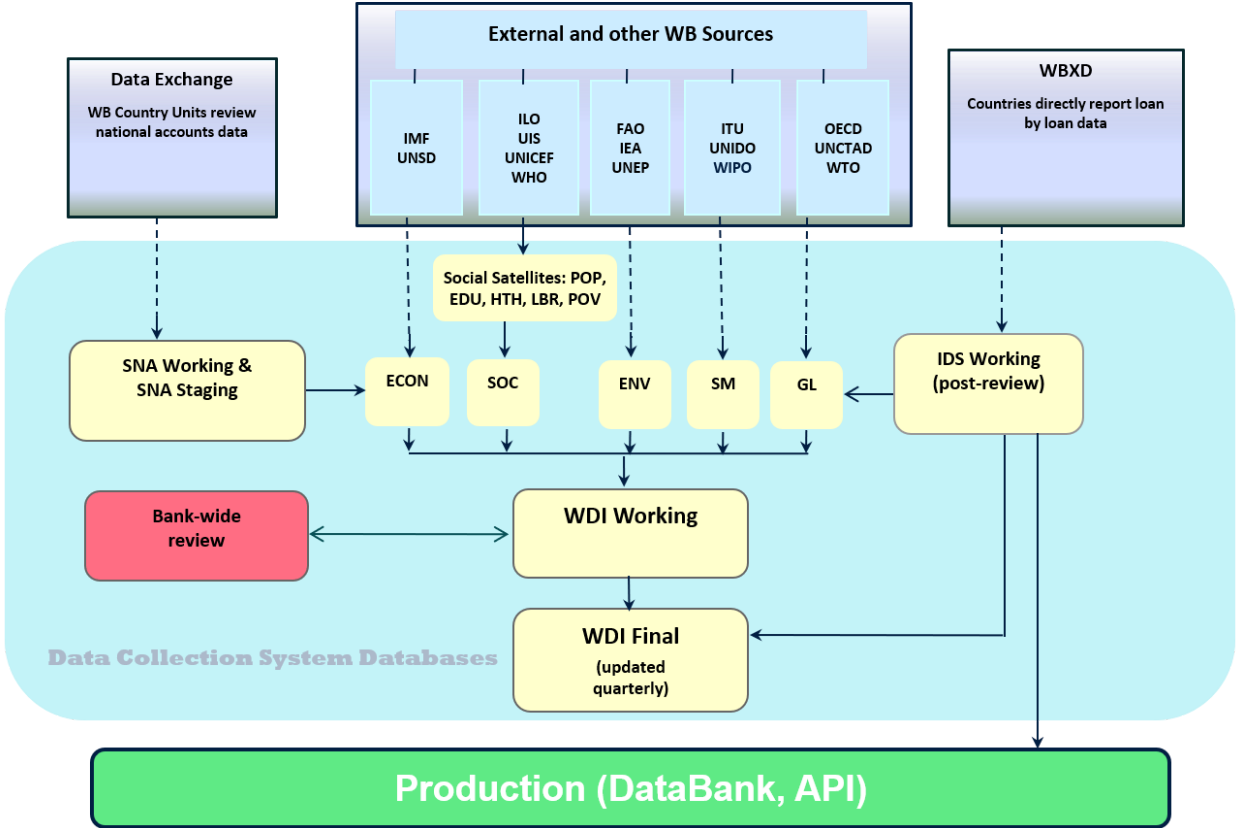 External and other WB Sources
Data Exchange
WB Country Units review
national accounts data
IMF
UNSD
ILO
UIS
UNICEF
WHO
FAO
IEA
UNEP
ITU
UNIDO
WIPO
OECD
UNCTAD
WTO
WBXD
Countries directly report loan
by loan data
Social Satellites: POP,
EDU, HTH, LBR, POV
SNA Working &
SNA Staging
ECON
SOC
ENV
SM
GL
IDS Working
(post-review)
Bank-wide
review
WDI Working
WDI Final
(updated
quarterly)
Data Collection System Databases
Production (DataBank, API)